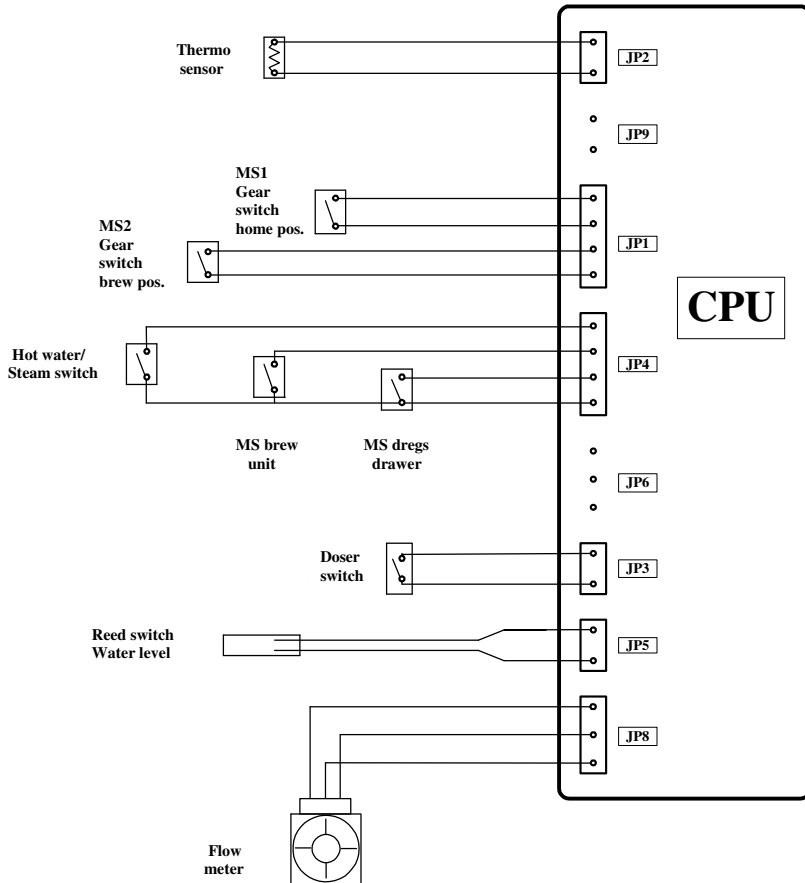 Thermo
sensor
JP2
JP9
MS1
Gear
switch
home pos.
MS2
Gear
switch
brew pos.
JP1
CPU
Hot water/
Steam switch
JP4
MS brew
unit
MS dregs
drawer
JP6
Doser
switch
JP3
Reed switch
Water level
JP5
JP8
Flow
meter